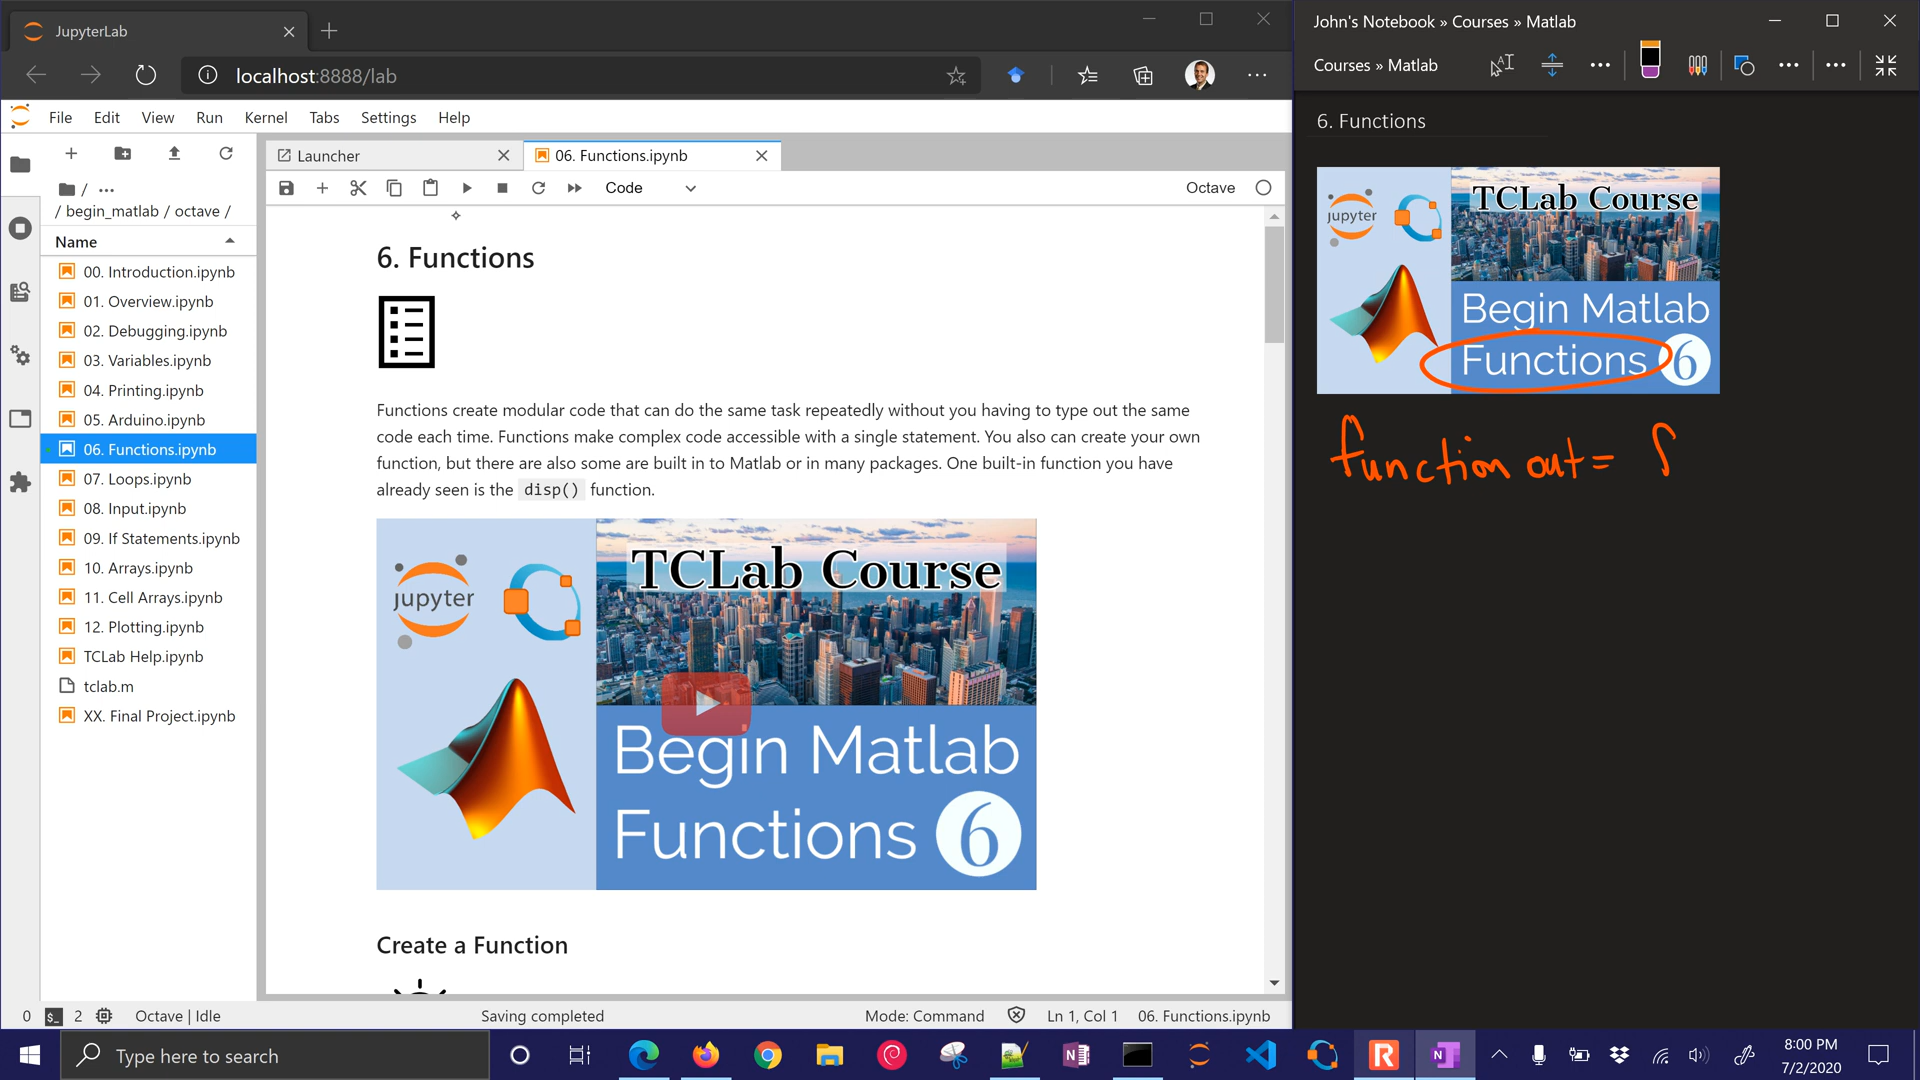 JupyterLab
localhost:8888/lab
File Edit View Run Kernel Tabs Settings Help
/ ...
/ begin_matlab / octave /
Name
00. Introduction.ipynb
01. Overview.ipynb
02. Debugging.ipynb
03. Variables.ipynb
04. Printing.ipynb
05. Arduino.ipynb
06. Functions.ipynb
07. Loops.ipynb
08. Input.ipynb
09. If Statements.ipynb
10. Arrays.ipynb
11. Cell Arrays.ipynb
12. Plotting.ipynb
TCLab Help.ipynb
tclab.m
XX. Final Project.ipynb
Launcher
06. Functions.ipynb
Code
Octave
6. Functions
Functions create modular code that can do the same task repeatedly without you having to type out the same
code each time. Functions make complex code accessible with a single statement. You also can create your own
function, but there are also some are built in to Matlab or in many packages. One built-in function you have
already seen is the disp() function.
jupyter
TCLab Course
Begin Matlab
Functions 6
Create a Function
0 $_ 2 Octave | Idle Saving completed Mode: Command Ln 1, Col 1 06. Functions.ipynb
John's Notebook » Courses » Matlab
Courses » Matlab
6. Functions
jupyter
TCLab Course
Begin Matlab
Functions 6
function out = f
Type here to search
8:00 PM
7/2/2020